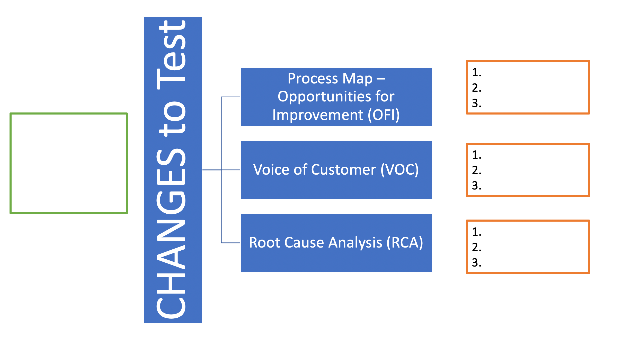 CHANGES to Test
Process Map –
Opportunities for
Improvement (OFI)
1.
2.
3.
Voice of Customer (VOC)
1.
2.
3.
Root Cause Analysis (RCA)
1.
2.
3.